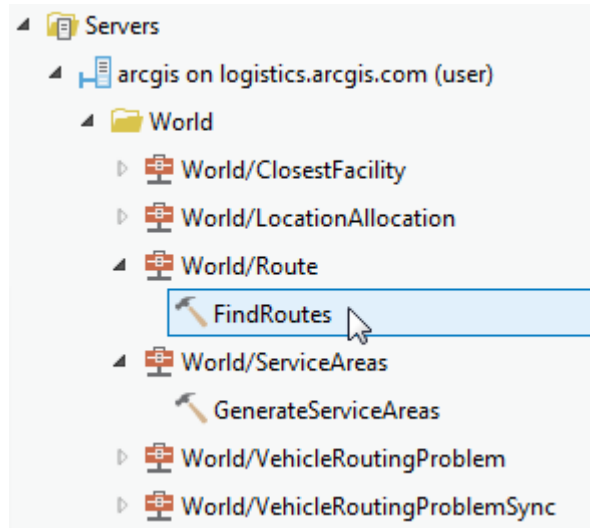 Servers
arcgis on logistics.arcgis.com (user)
World
World/ClosestFacility
World/LocationAllocation
World/Route
FindRoutes
World/ServiceAreas
GenerateServiceAreas
World/VehicleRoutingProblem
World/VehicleRoutingProblemSync